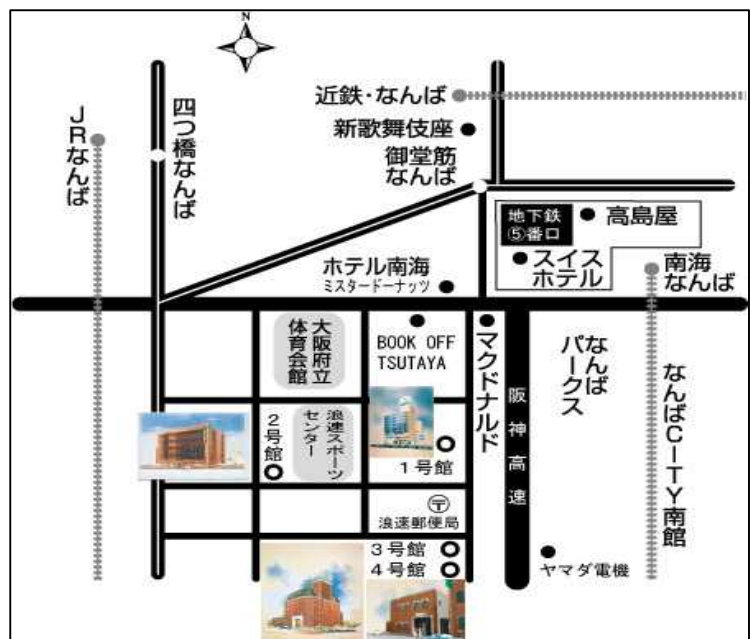 N
近鉄・なんば
新歌舞伎座
御堂筋
なんば
四つ橋なんば
JRなんば
地下鉄
⑤番口
高島屋
スイス
ホテル
南海
なんば
ホテル南海
ミスタードーナッツ
大阪府立
体育会館
BOOK OFF
TSUTAYA
マクドナルド
阪神高速
なんば
パークス
なんばCITY南館
2号館
浪速スポーツ
センター
1号館
〒
浪速郵便局
3号館
4号館
ヤマダ電機